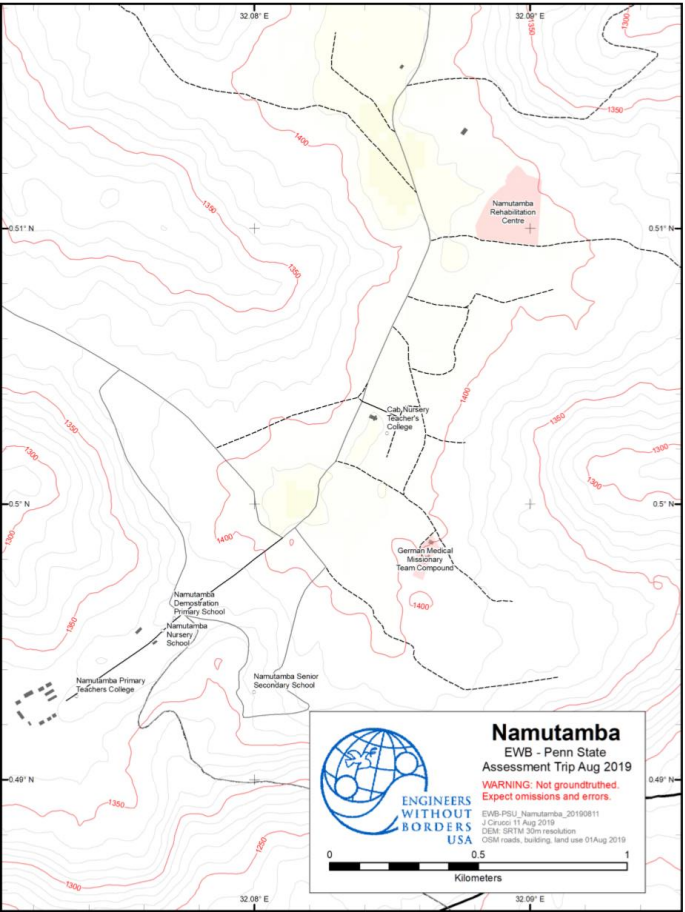 32.08° E
32.09° E
1300
1350
1350
1400
1350
Namutamba
Rehabilitation
Centre
0.51° N
0.51° N
1350
1400
Cab Nursery
Teacher's
College
1350
1350
1300
1300
1300
0.5° N
0.5° N
1300
1400
German Medical
Missionary
Team Compound
Namutamba
Demostration
Primary School
1400
1350
Namutamba
Nursery
School
Namutamba Primary
Teachers College
Namutamba Senior
Secondary School
0.49° N
0.49° N
1350
1250
1300
32.08° E
32.09° E
ENGINEERS
WITHOUT
BORDERS
USA
Namutamba
EWB - Penn State
Assessment Trip Aug 2019
WARNING: Not groundtruthed.
Expect omissions and errors.
EWB-PSU_Namutamba_20190811
J Cirucci 11 Aug 2019
DEM: SRTM 30m resolution
OSM roads, building, land use 01Aug 2019
0
0.5
1
Kilometers